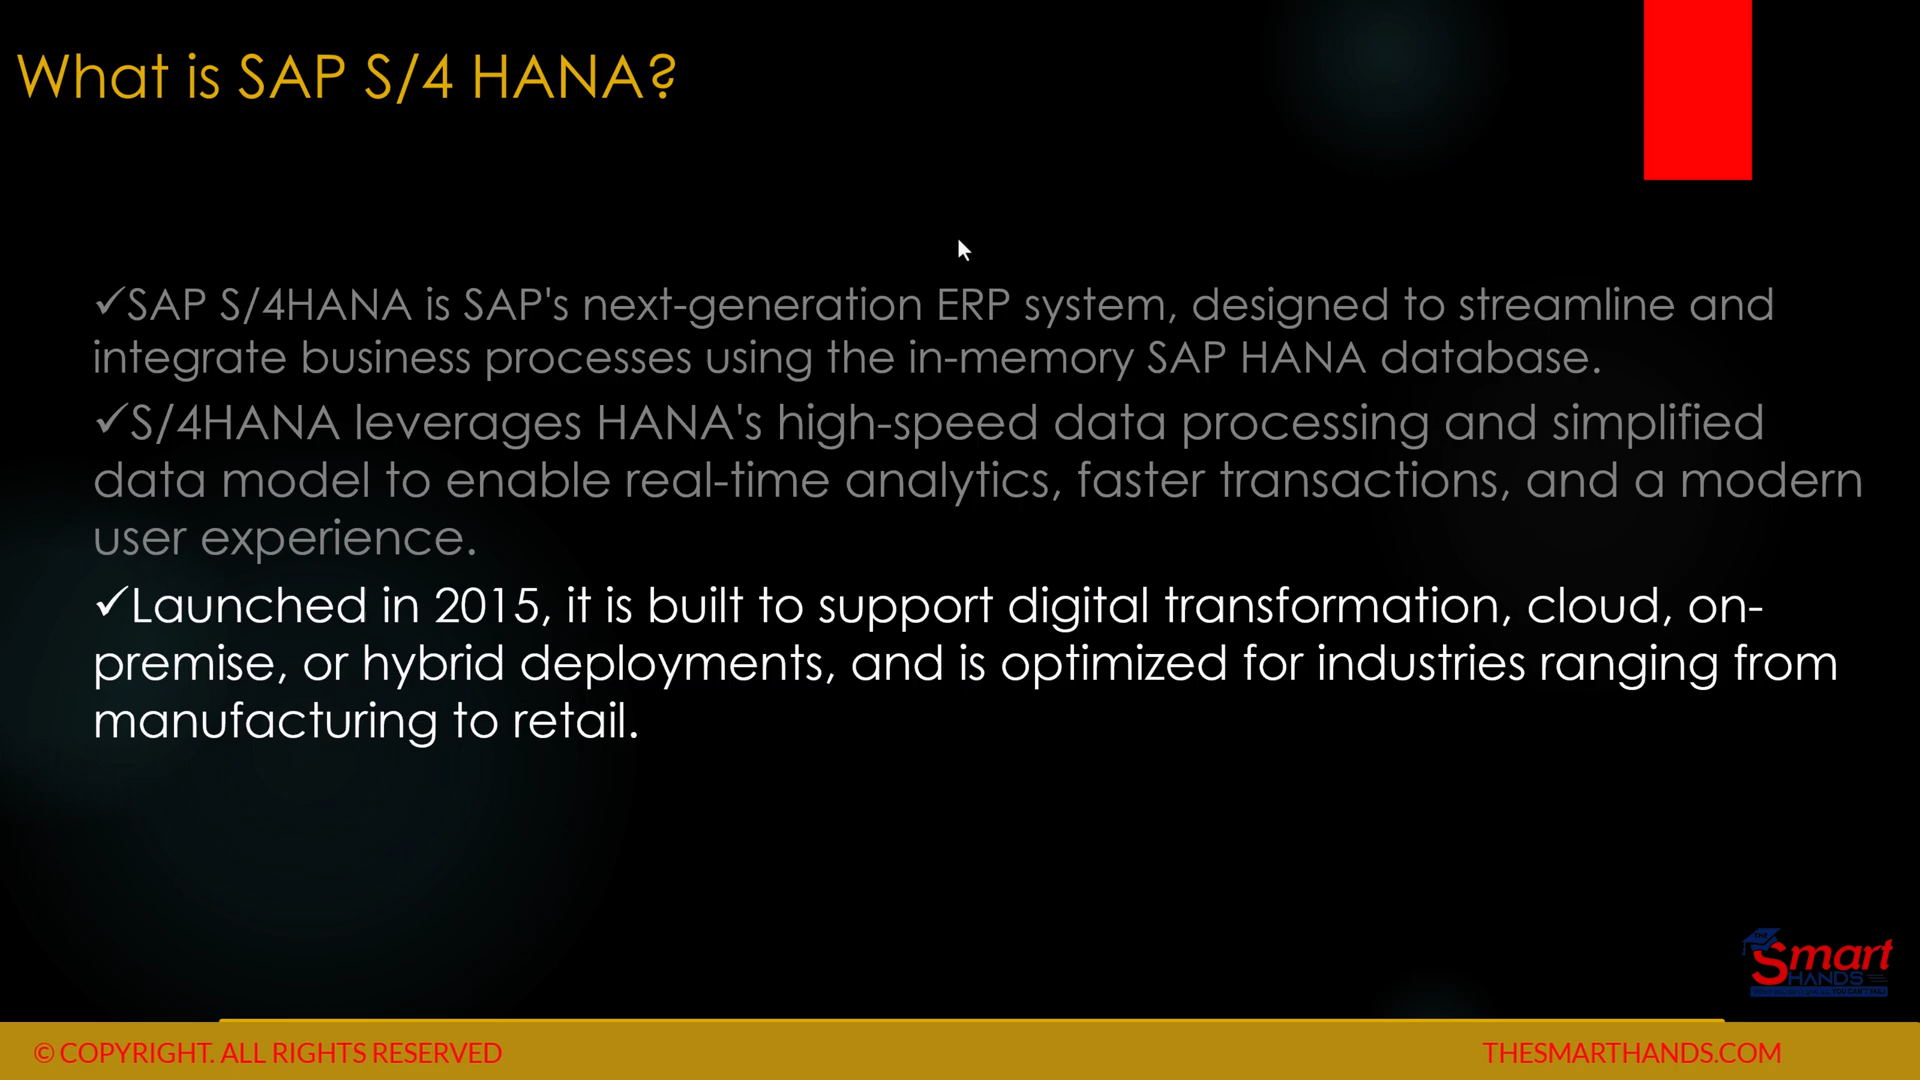 What is SAP S/4 HANA?
✓SAP S/4HANA is SAP's next-generation ERP system, designed to streamline and
integrate business processes using the in-memory SAP HANA database.
✓S/4HANA leverages HANA's high-speed data processing and simplified
data model to enable real-time analytics, faster transactions, and a modern
user experience.
✓Launched in 2015, it is built to support digital transformation, cloud, on-
premise, or hybrid deployments, and is optimized for industries ranging from
manufacturing to retail.
THE
Smart
HANDS
© COPYRIGHT. ALL RIGHTS RESERVED
THESMARTHANDS.COM